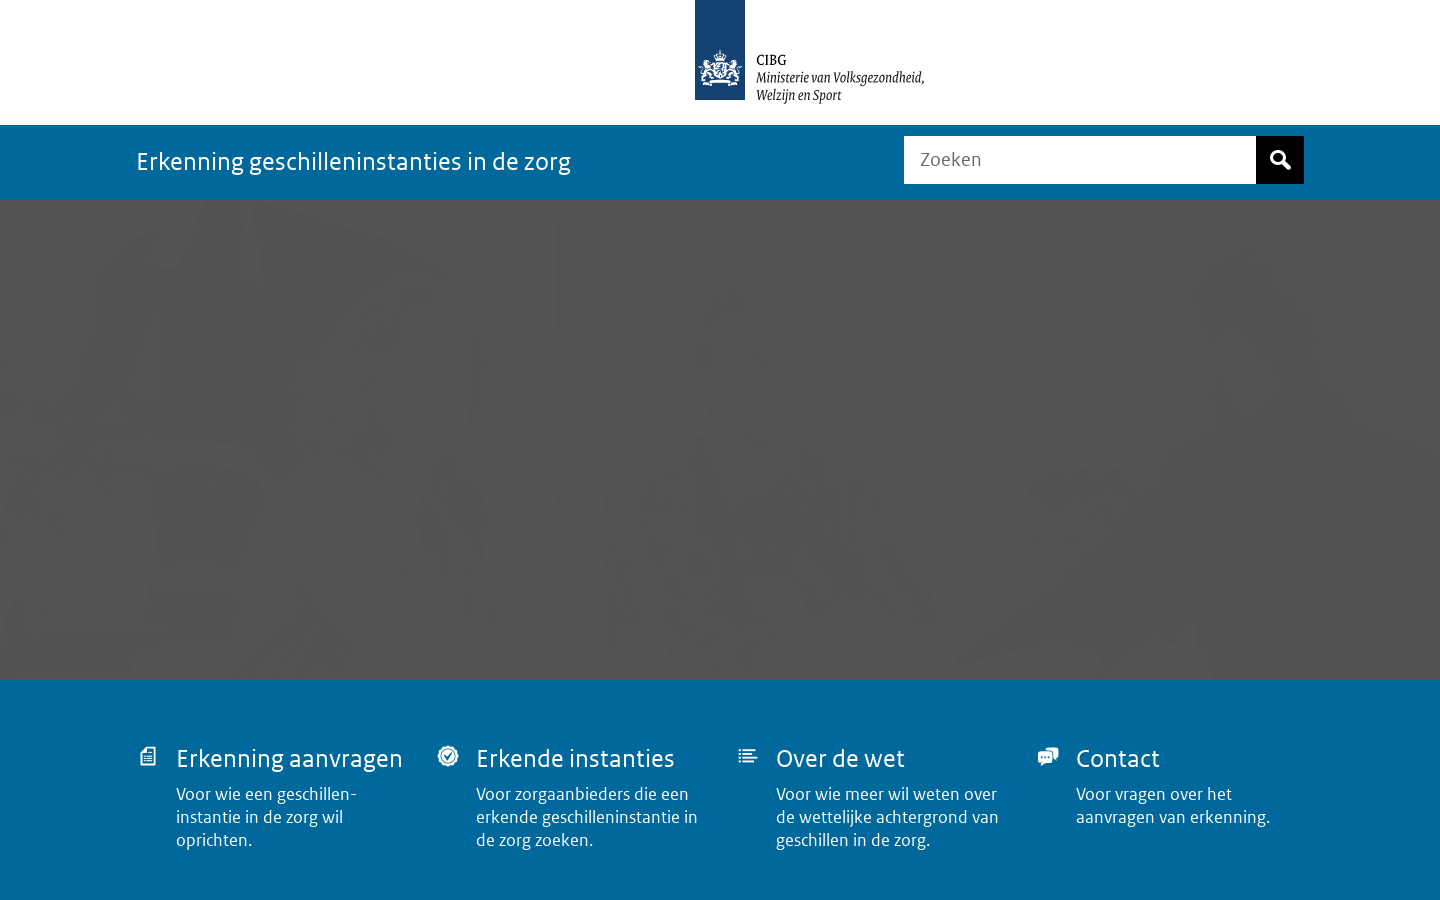 CIBG
Ministerie van Volksgezondheid,
Welzijn en Sport
Erkenning geschilleninstanties in de zorg
Zoeken
Erkenning aanvragen
Voor wie een geschillen-
instantie in de zorg wil
oprichten.
Erkende instanties
Voor zorgaanbieders die een
erkende geschilleninstantie in
de zorg zoeken.
Over de wet
Voor wie meer wil weten over
de wettelijke achtergrond van
geschillen in de zorg.
Contact
Voor vragen over het
aanvragen van erkenning.